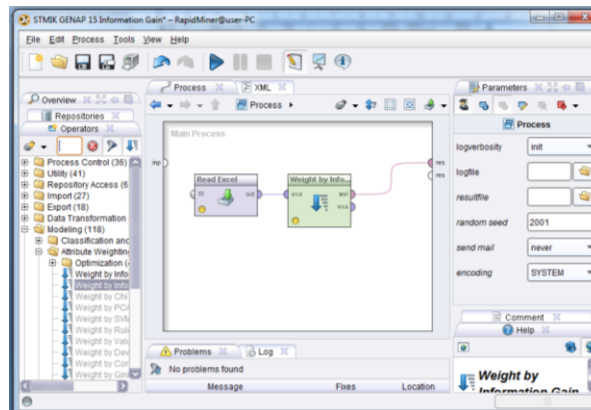 STMIK GENAP 15 Information Gain* – RapidMiner@user-PC
File Edit Process Tools View Help
Process
XML
Parameters
Overview
Repositories
Operators
Process
Process
Main Process
inp
res
res
Read Excel
fil
out
Weight by Info...
exa
wei
exa
Process Control (36)
Utility (41)
Repository Access (6
Import (27)
Export (18)
Data Transformation
Modeling (118)
Classification and
Attribute Weighting
Optimization (
Weight by Info
Weight by Info
Weight by Chi
Weight by PCA
Weight by SVM
Weight by Rule
Weight by Valu
Weight by Dev
Weight by Cor
Weight by Gini
logverbosity
init
logfile
resultfile
random seed
2001
send mail
never
encoding
SYSTEM
Comment
Help
Problems
Log
No problems found
Message
Fixes
Location
Weight by
Information Gain